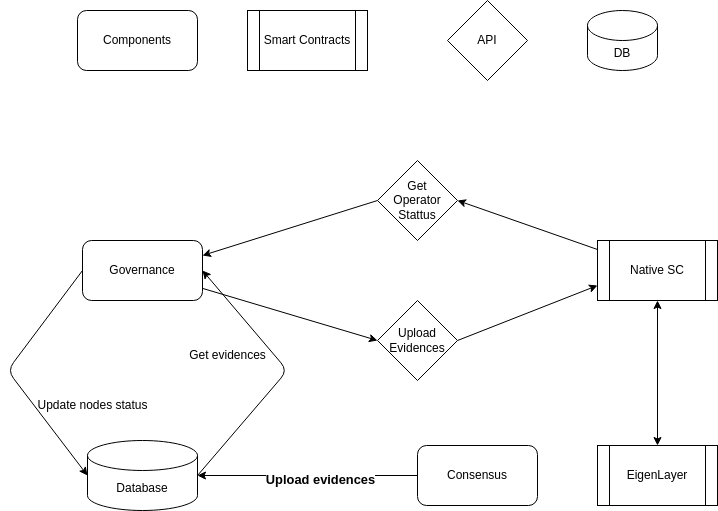 Components
Smart Contracts
API
DB
Get
Operator
Stattus
Governance
Native SC
Upload
Evidences
Get evidences
Update nodes status
Database
Upload evidences
Consensus
EigenLayer